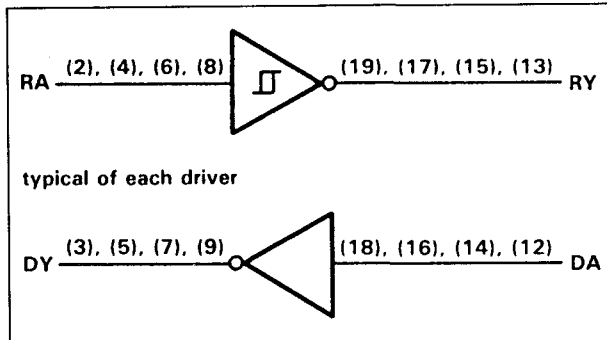 RA (2), (4), (6), (8) (19), (17), (15), (13) RY
typical of each driver
DY (3), (5), (7), (9) (18), (16), (14), (12) DA